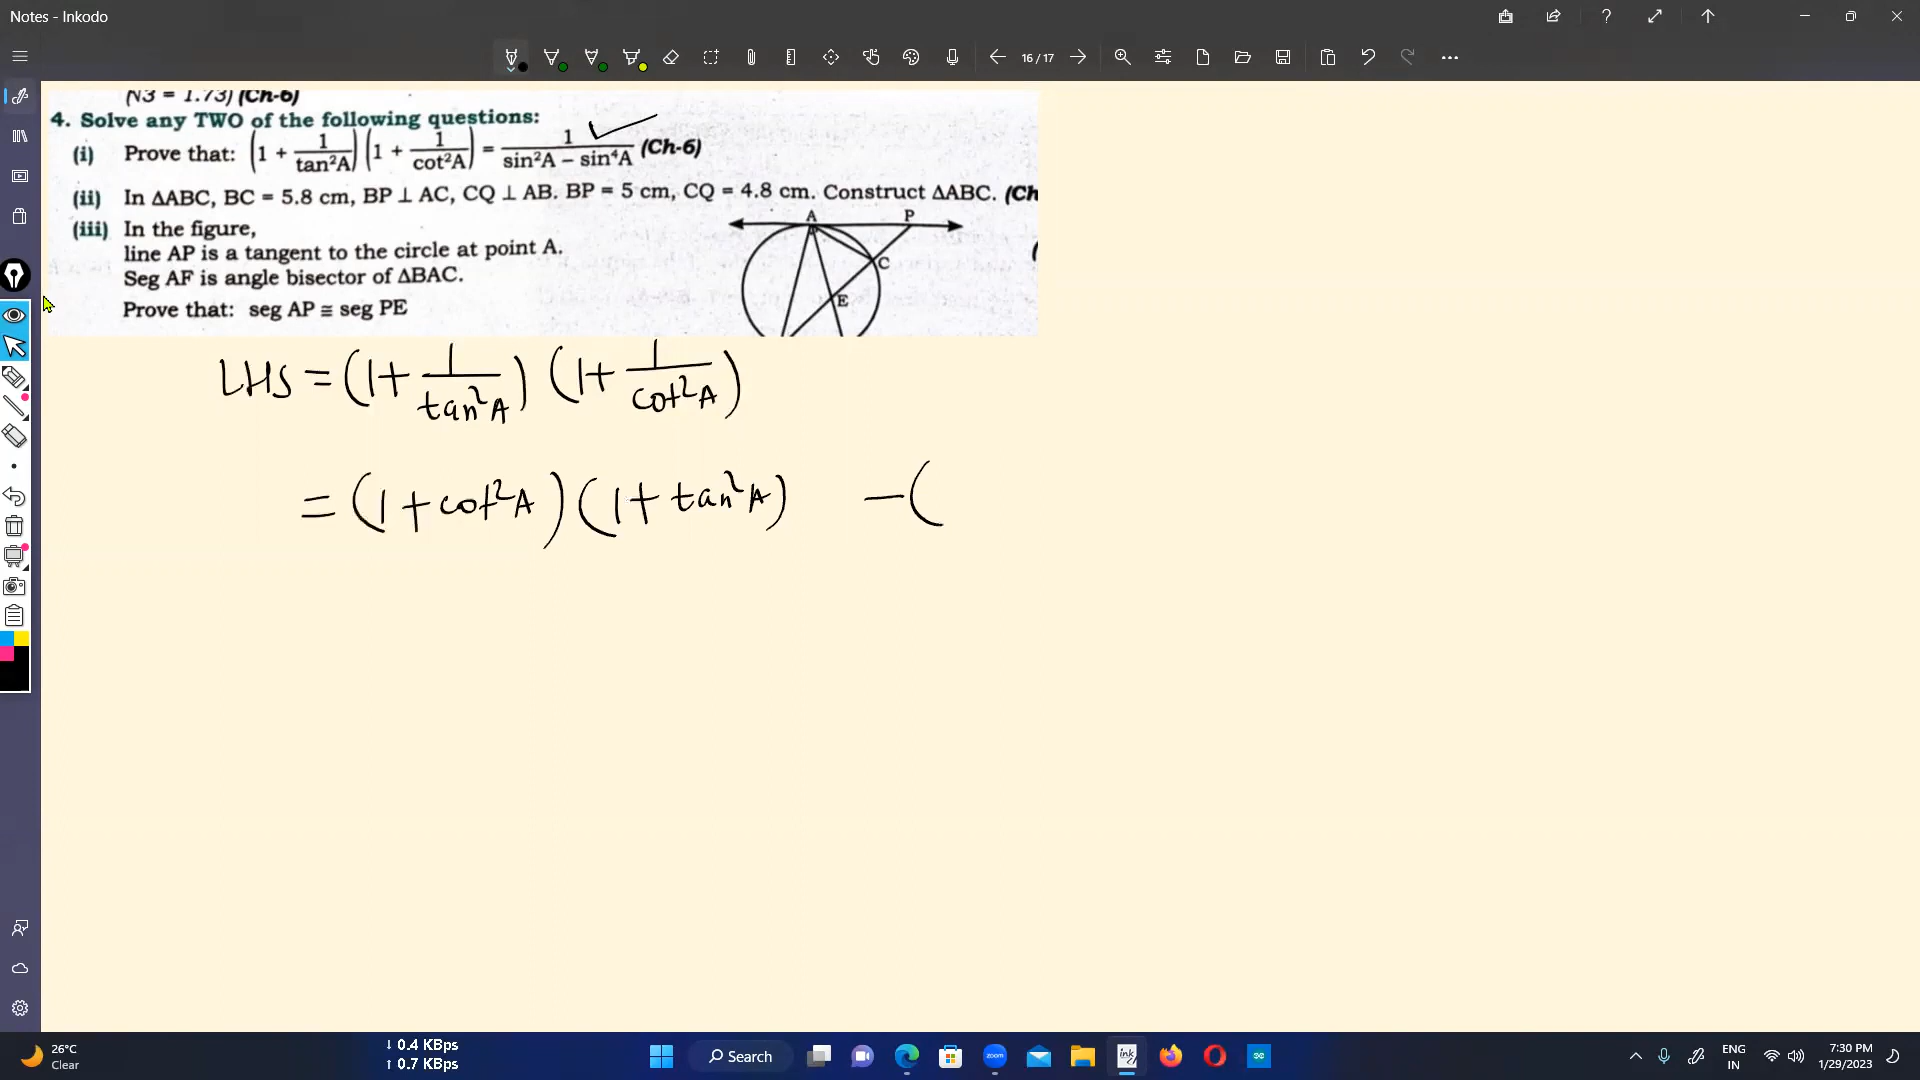 Notes - Inkodo
16 / 17
(√3 = 1.73) (Ch-6)
4. Solve any TWO of the following questions:
(i) Prove that: (1 + 1/tan²A)(1 + 1/cot²A) = 1/(sin²A – sin⁴A) (Ch-6)
(ii) In ΔABC, BC = 5.8 cm, BP ⊥ AC, CQ ⊥ AB. BP = 5 cm, CQ = 4.8 cm. Construct ΔABC. (Ch
(iii) In the figure,
line AP is a tangent to the circle at point A.
Seg AF is angle bisector of ΔBAC.
Prove that: seg AP ≅ seg PE
A P
C
E
LHS = (1 + 1/tan²A) (1 + 1/cot²A)
= (1 + cot²A) (1 + tan²A) — (
26°C
Clear
↓ 0.4 KBps
↑ 0.7 KBps
Search
zoom
ink
ENG
IN
7:30 PM
1/29/2023